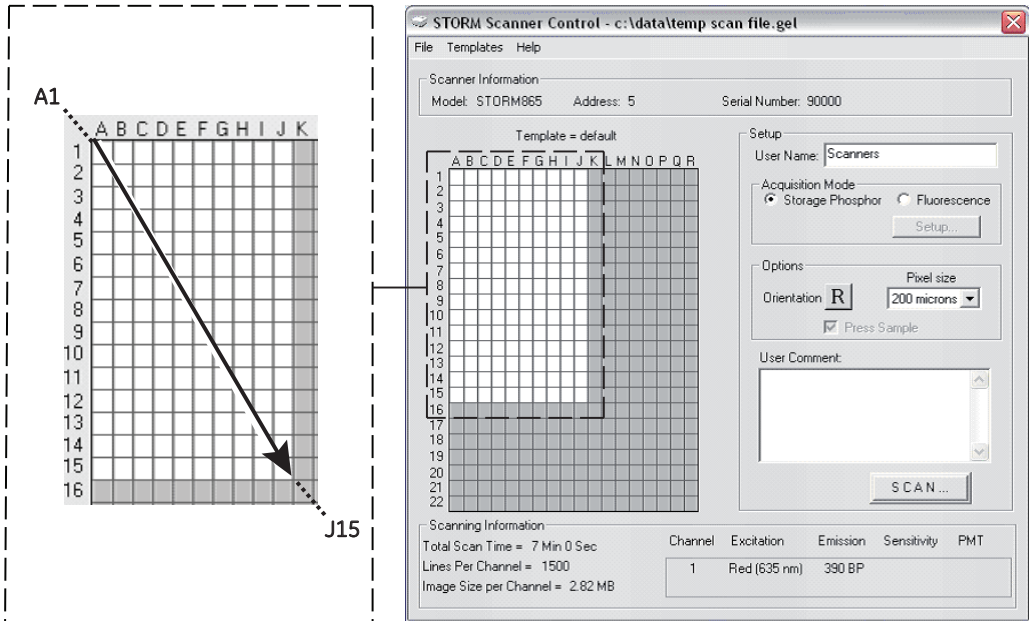 A1
A B C D E F G H I J K
1
2
3
4
5
6
7
8
9
10
11
12
13
14
15
16
J15
STORM Scanner Control - c:\data\temp scan file.gel
File Templates Help
Scanner Information
Model: STORM865 Address: 5 Serial Number: 90000
Template = default
A B C D E F G H I J K L M N O P Q R
1
2
3
4
5
6
7
8
9
10
11
12
13
14
15
16
17
18
19
20
21
22
Setup
User Name: Scanners
Acquisition Mode
Storage Phosphor Fluorescence
Setup...
Options
Pixel size
Orientation R 200 microns
Press Sample
User Comment:
SCAN...
Scanning Information
Total Scan Time = 7 Min 0 Sec
Lines Per Channel = 1500
Image Size per Channel = 2.82 MB
Channel Excitation Emission Sensitivity PMT
1 Red (635 nm) 390 BP